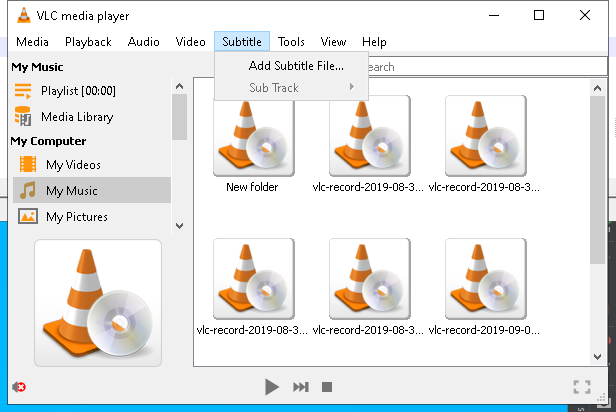 VLC media player
Media Playback Audio Video Subtitle Tools View Help
Add Subtitle File...
Sub Track
My Music
Playlist [00:00]
Media Library
My Computer
My Videos
My Music
My Pictures
earch
New folder
vlc-record-2019-08-3...
vlc-record-2019-08-3...
vlc-record-2019-08-3...
vlc-record-2019-08-3...
vlc-record-2019-09-0...